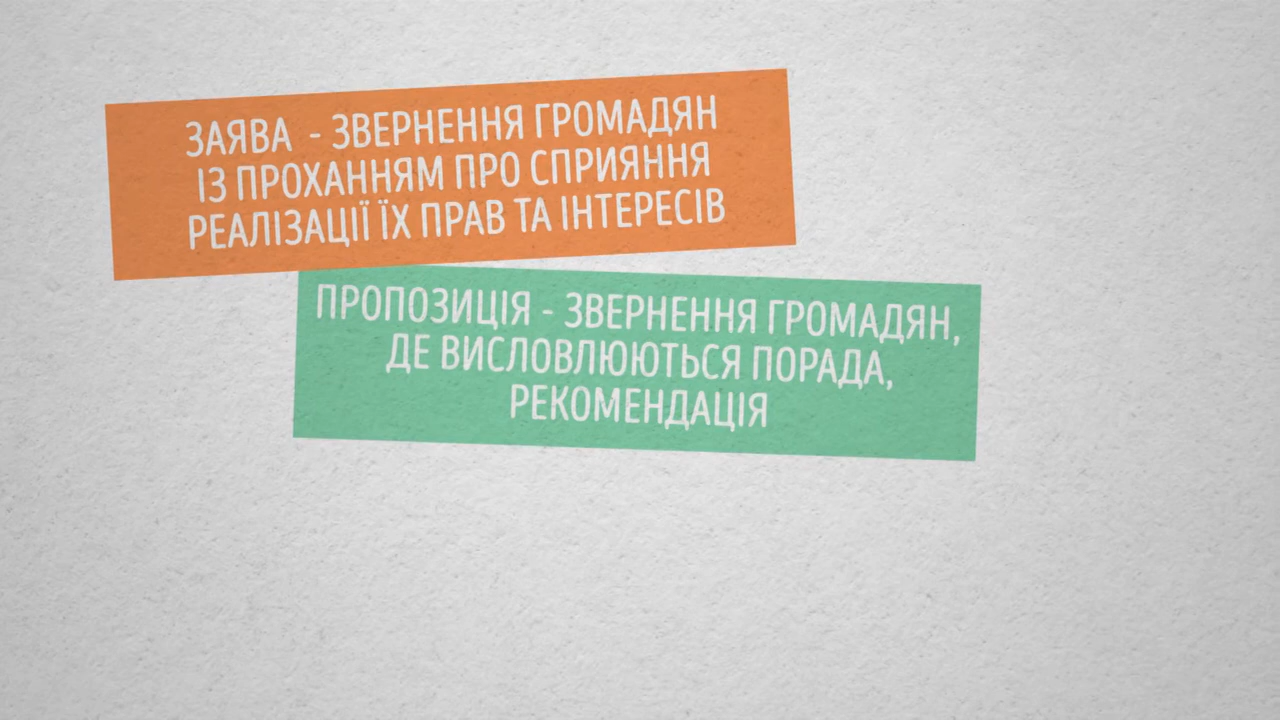 ЗАЯВА - ЗВЕРНЕННЯ ГРОМАДЯН
ІЗ ПРОХАННЯМ ПРО СПРИЯННЯ
РЕАЛІЗАЦІЇ ЇХ ПРАВ ТА ІНТЕРЕСІВ
ПРОПОЗИЦІЯ - ЗВЕРНЕННЯ ГРОМАДЯН,
ДЕ ВИСЛОВЛЮЮТЬСЯ ПОРАДА,
РЕКОМЕНДАЦІЯ